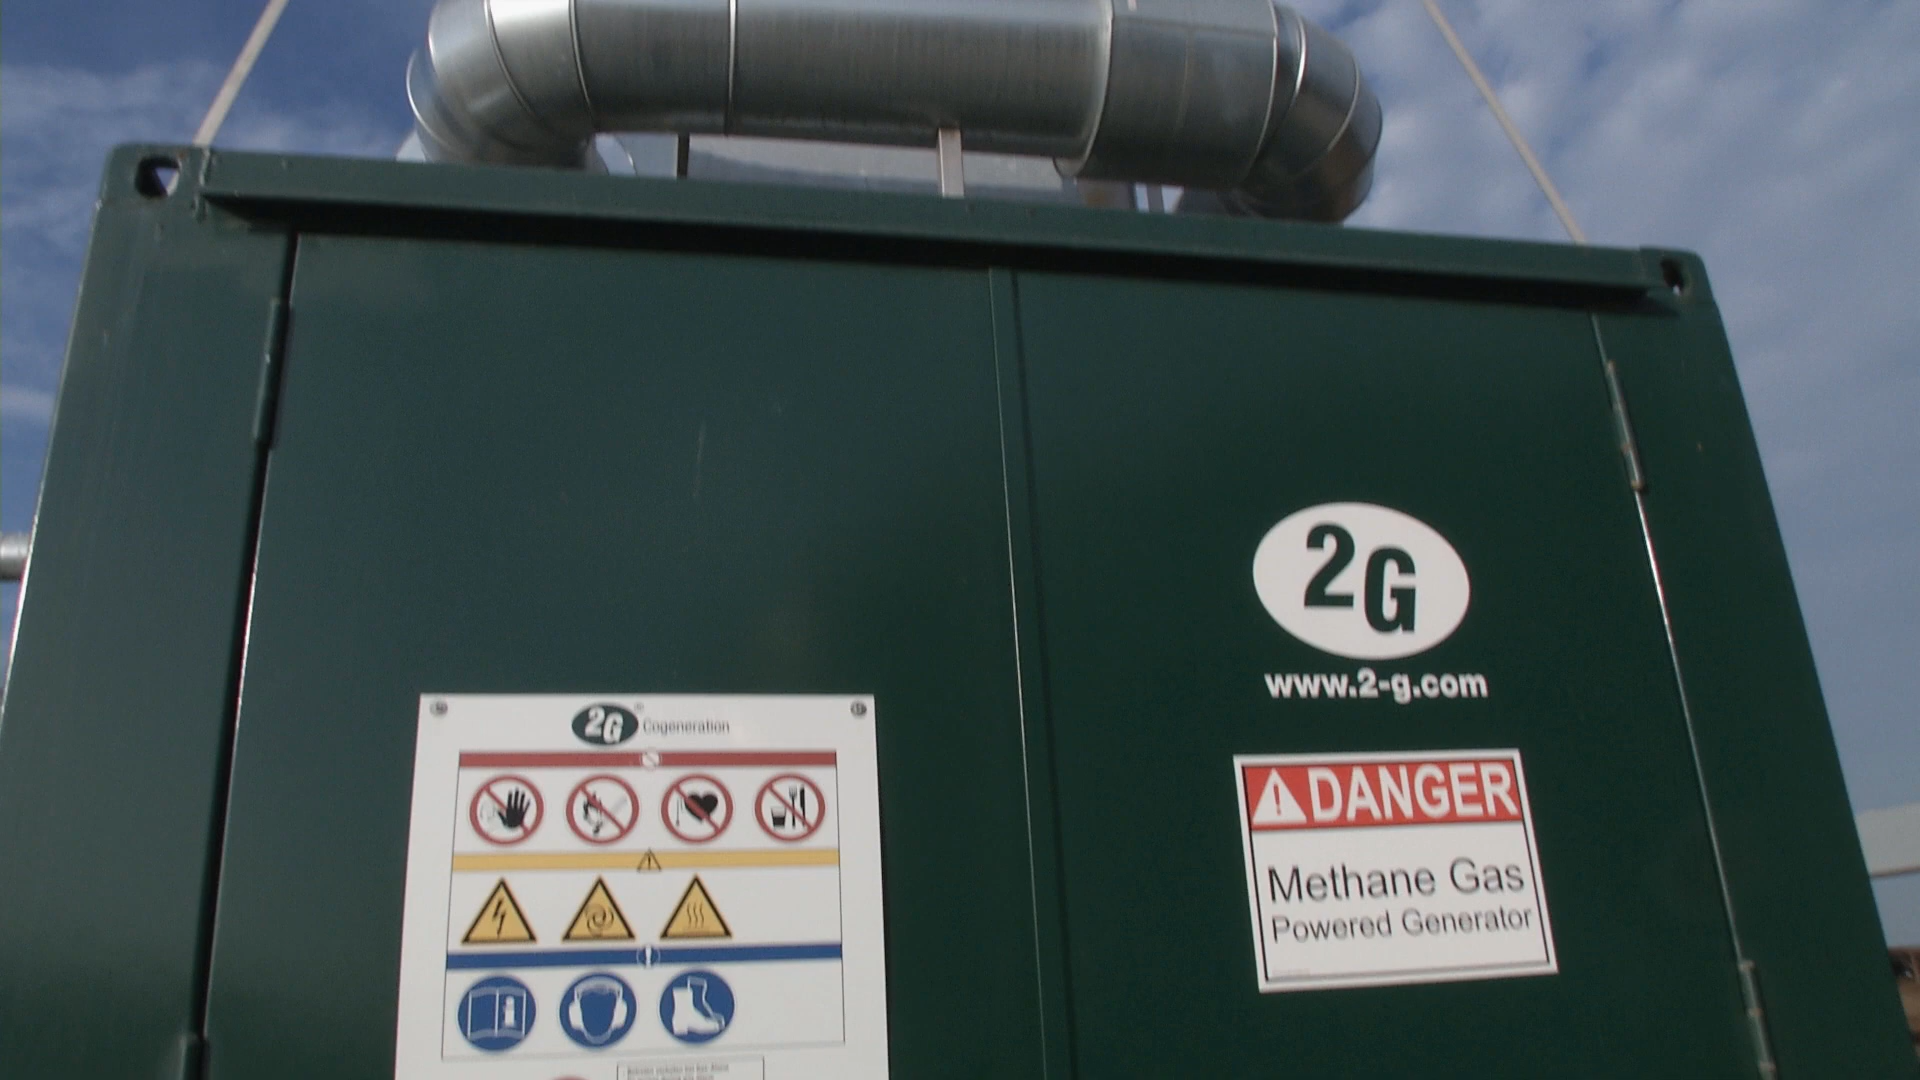 2G
www.2-g.com
2G® Cogeneration
DANGER
Methane Gas
Powered Generator